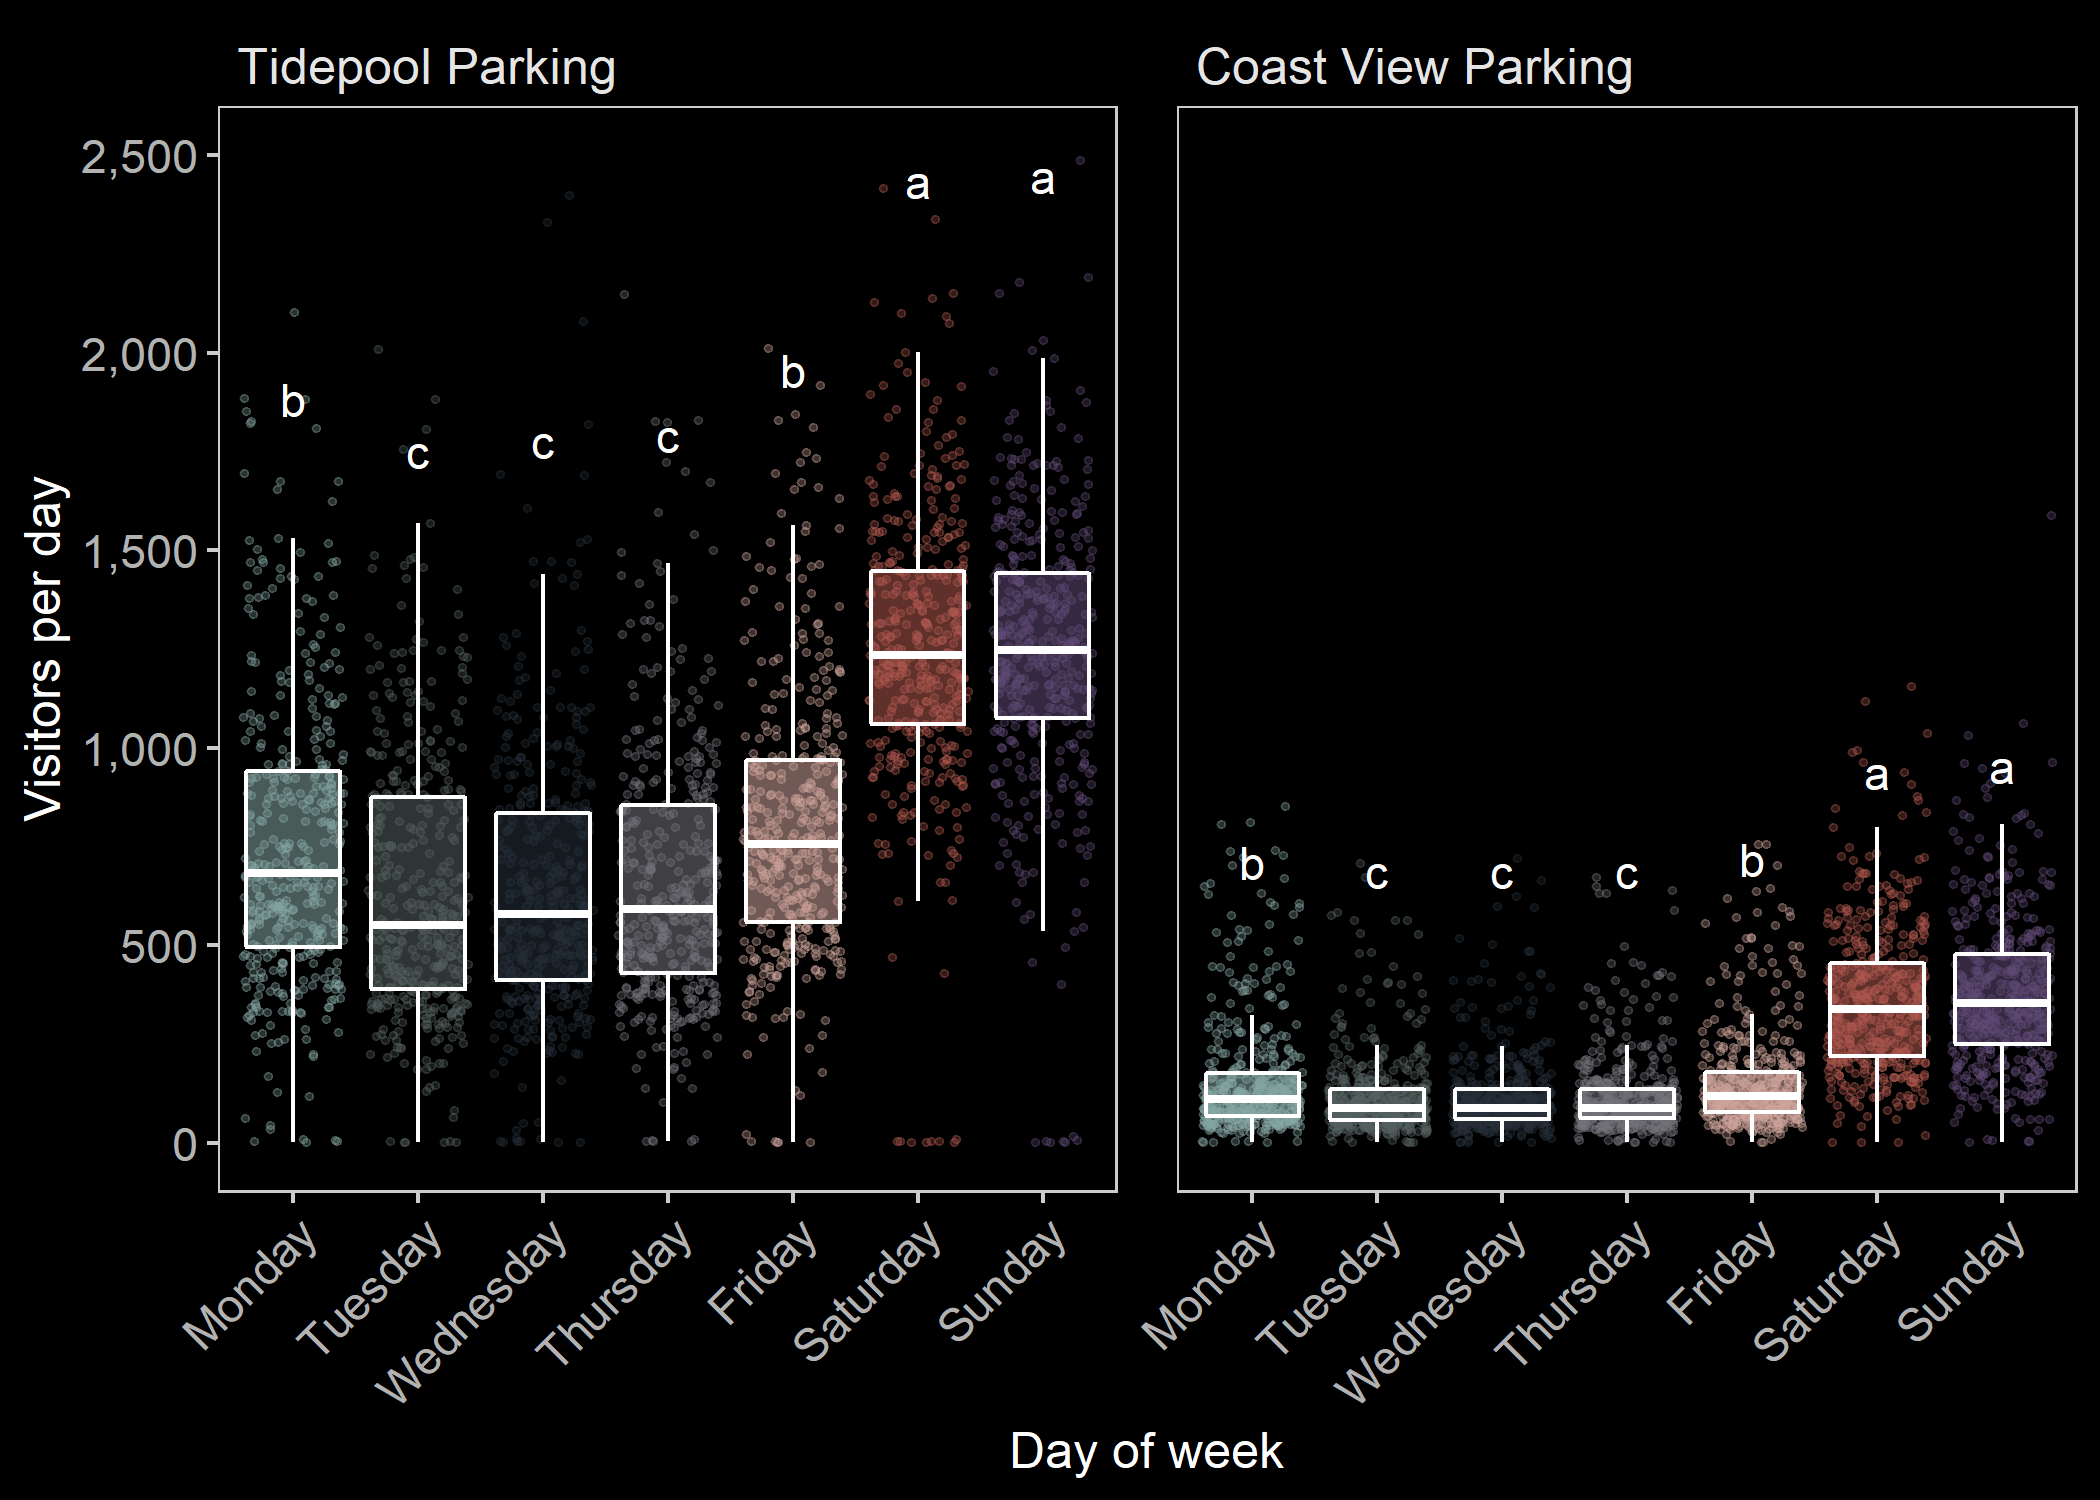 Tidepool Parking
Coast View Parking
Visitors per day
2,500
2,000
1,500
1,000
500
0
b
c
c
c
b
a
a
b
c
c
c
b
a
a
Monday
Tuesday
Wednesday
Thursday
Friday
Saturday
Sunday
Monday
Tuesday
Wednesday
Thursday
Friday
Saturday
Sunday
Day of week